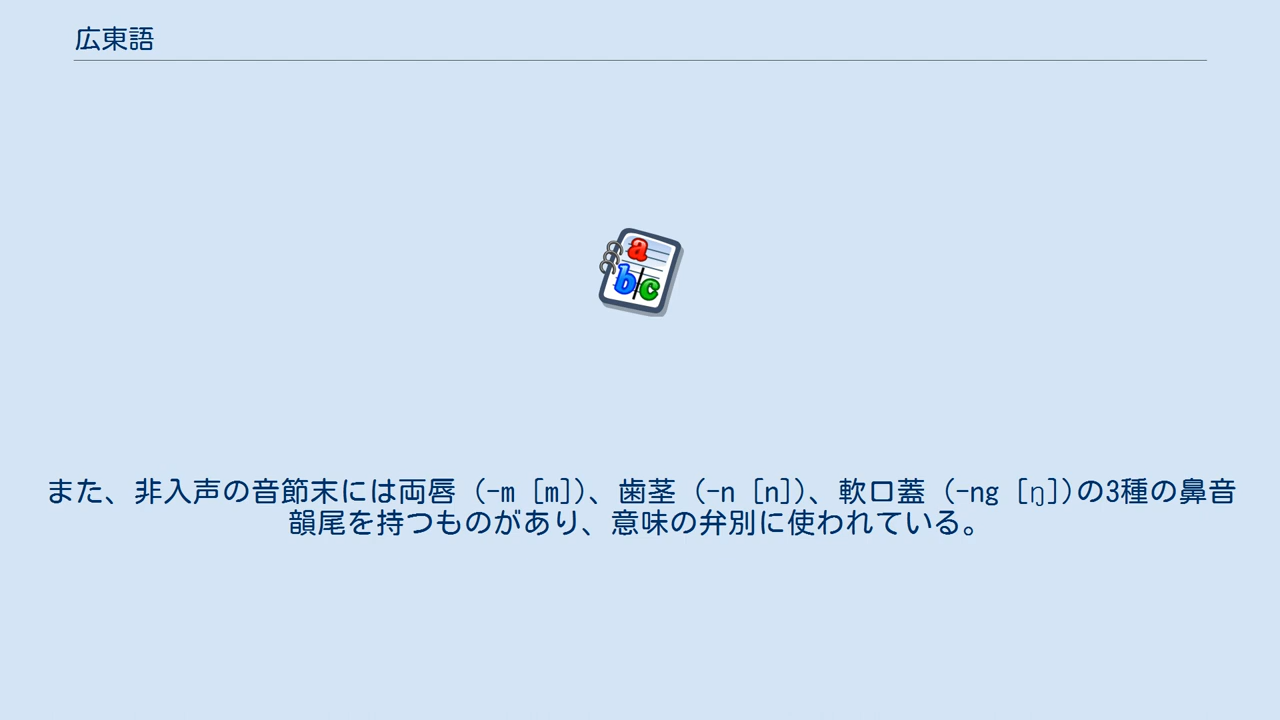 広東語
a
b c
また、非入声の音節末には両唇 (-m [m])、歯茎 (-n [n])、軟口蓋 (-ng [ŋ])の3種の鼻音
韻尾を持つものがあり、意味の弁別に使われている。